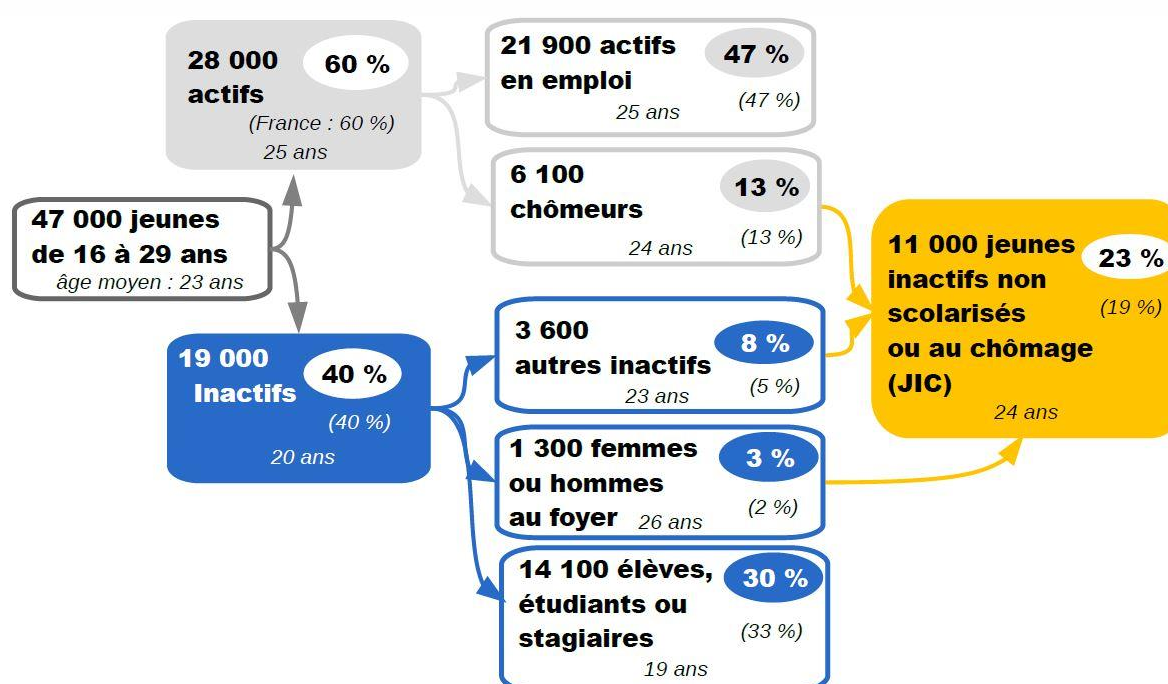 28 000
actifs
60 %
(France : 60 %)
25 ans
21 900 actifs
en emploi
47 %
(47 %)
25 ans
6 100
chômeurs
13 %
(13 %)
24 ans
47 000 jeunes
de 16 à 29 ans
âge moyen : 23 ans
11 000 jeunes
inactifs non
scolarisés
ou au chômage
(JIC)
23 %
(19 %)
24 ans
19 000
Inactifs
40 %
(40 %)
20 ans
3 600
autres inactifs
8 %
(5 %)
23 ans
1 300 femmes
ou hommes
au foyer
3 %
(2 %)
26 ans
14 100 élèves,
étudiants ou
stagiaires
30 %
(33 %)
19 ans